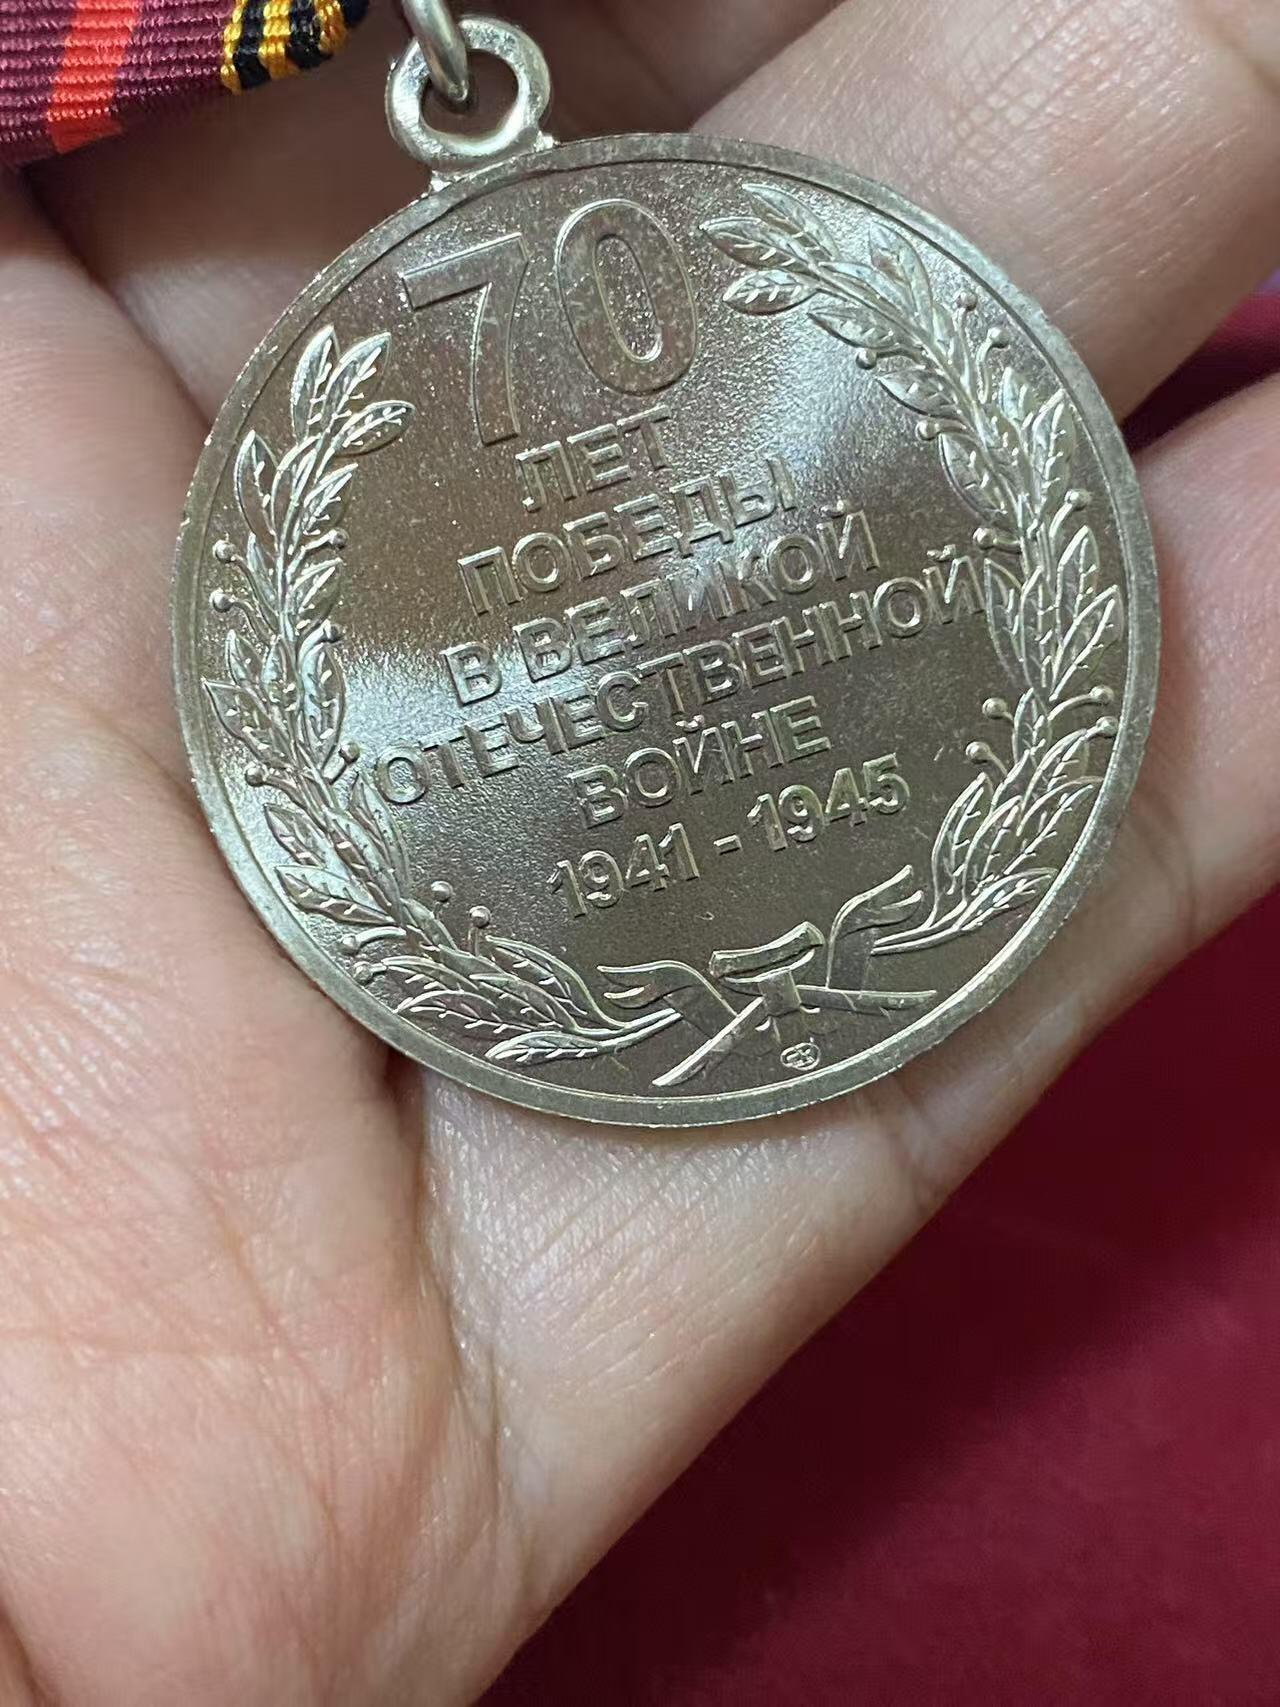 70
ЛЕТ
ПОБЕДЫ
В ВЕЛИКОЙ
ОТЕЧЕСТВЕННОЙ
ВОЙНЕ
1941 - 1945